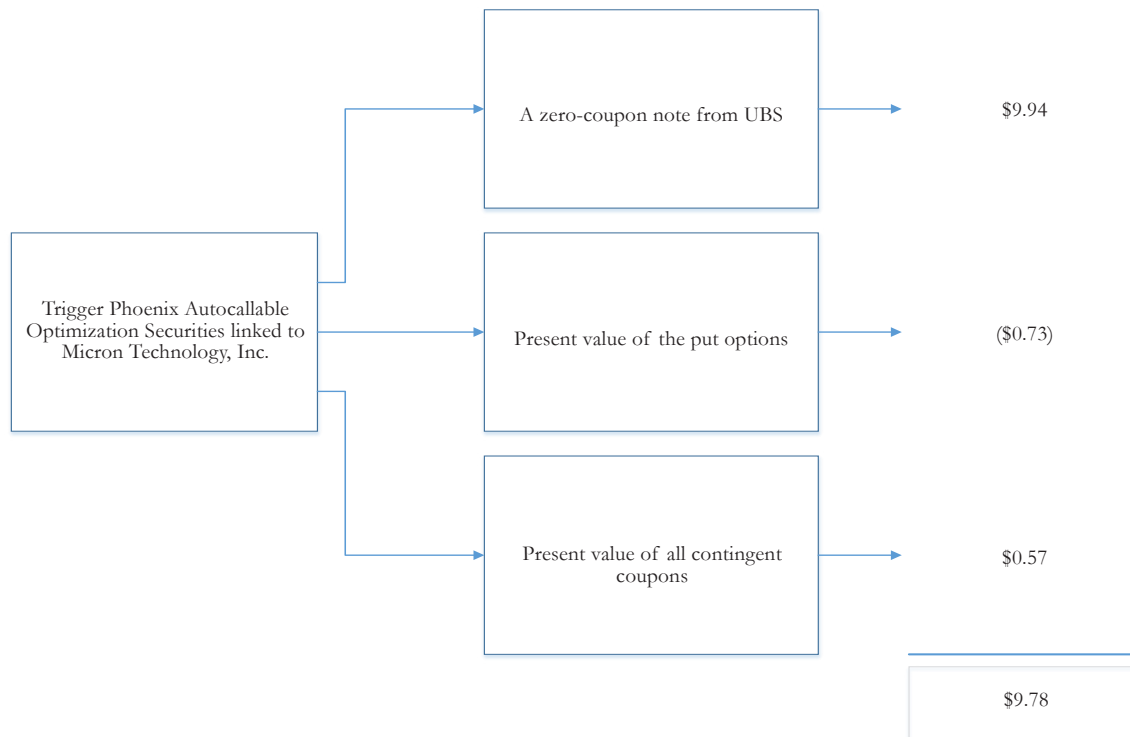 A zero-coupon note from UBS
$9.94
Trigger Phoenix Autocallable
Optimization Securities linked to
Micron Technology, Inc.
Present value of the put options
($0.73)
Present value of all contingent
coupons
$0.57
$9.78